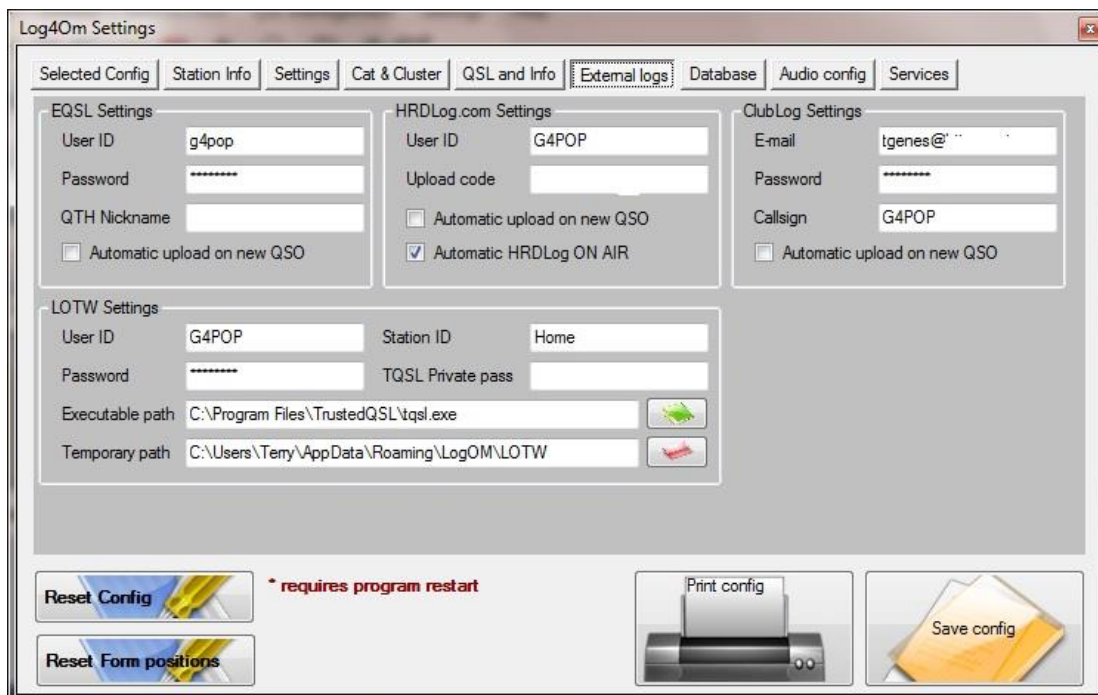 Log4Om Settings
Selected Config Station Info Settings Cat & Cluster QSL and Info External logs Database Audio config Services
EQSL Settings
User ID g4pop
Password ********
QTH Nickname
Automatic upload on new QSO
HRDLog.com Settings
User ID G4POP
Upload code
Automatic upload on new QSO
Automatic HRDLog ON AIR
ClubLog Settings
E-mail tgenes@
Password ********
Callsign G4POP
Automatic upload on new QSO
LOTW Settings
User ID G4POP Station ID Home
Password ******** TQSL Private pass
Executable path C:\Program Files\TrustedQSL\tqsl.exe
Temporary path C:\Users\Terry\AppData\Roaming\LogOM\LOTW
Reset Config
* requires program restart
Print config
Save config
Reset Form positions